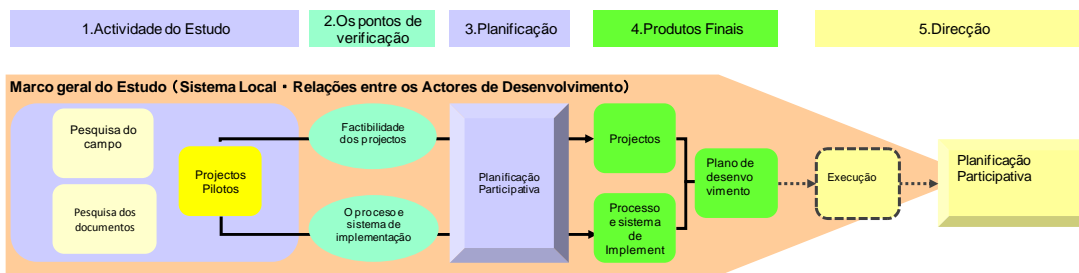 1.Actividade do Estudo
2.Os pontos de
verificação
3.Planificação
4.Produtos Finais
5.Direcção
Marco geral do Estudo (Sistema Local・Relações entre os Actores de Desenvolvimento)
Pesquisa do
campo
Pesquisa dos
documentos
Projectos
Pilotos
Factibilidade
dos projectos
O proceso e
sistema de
implementação
Planificação
Participativa
Projectos
Processo
e sistema
de
Implement
Plano de
desenvo
vimento
Execução
Planificação
Participativa